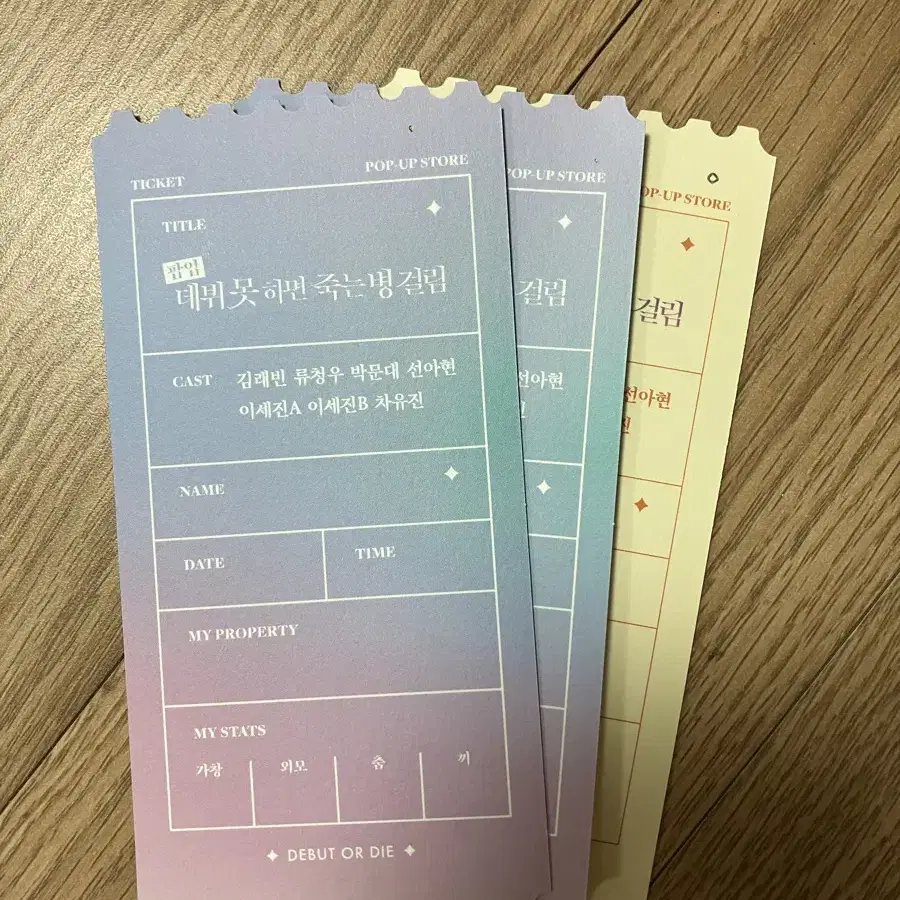 TICKET
POP-UP STORE
TITLE
팝업
데뷔 못 하면 죽는 병 걸림
CAST 김래빈 류청우 박문대 선아현
이세진A 이세진B 차유진
NAME
DATE
TIME
MY PROPERTY
MY STATS
가창 외모 춤 끼
✦ DEBUT OR DIE ✦
POP-UP STORE
걸림
선아현
진
OP-UP STORE
걸림
선아현
진